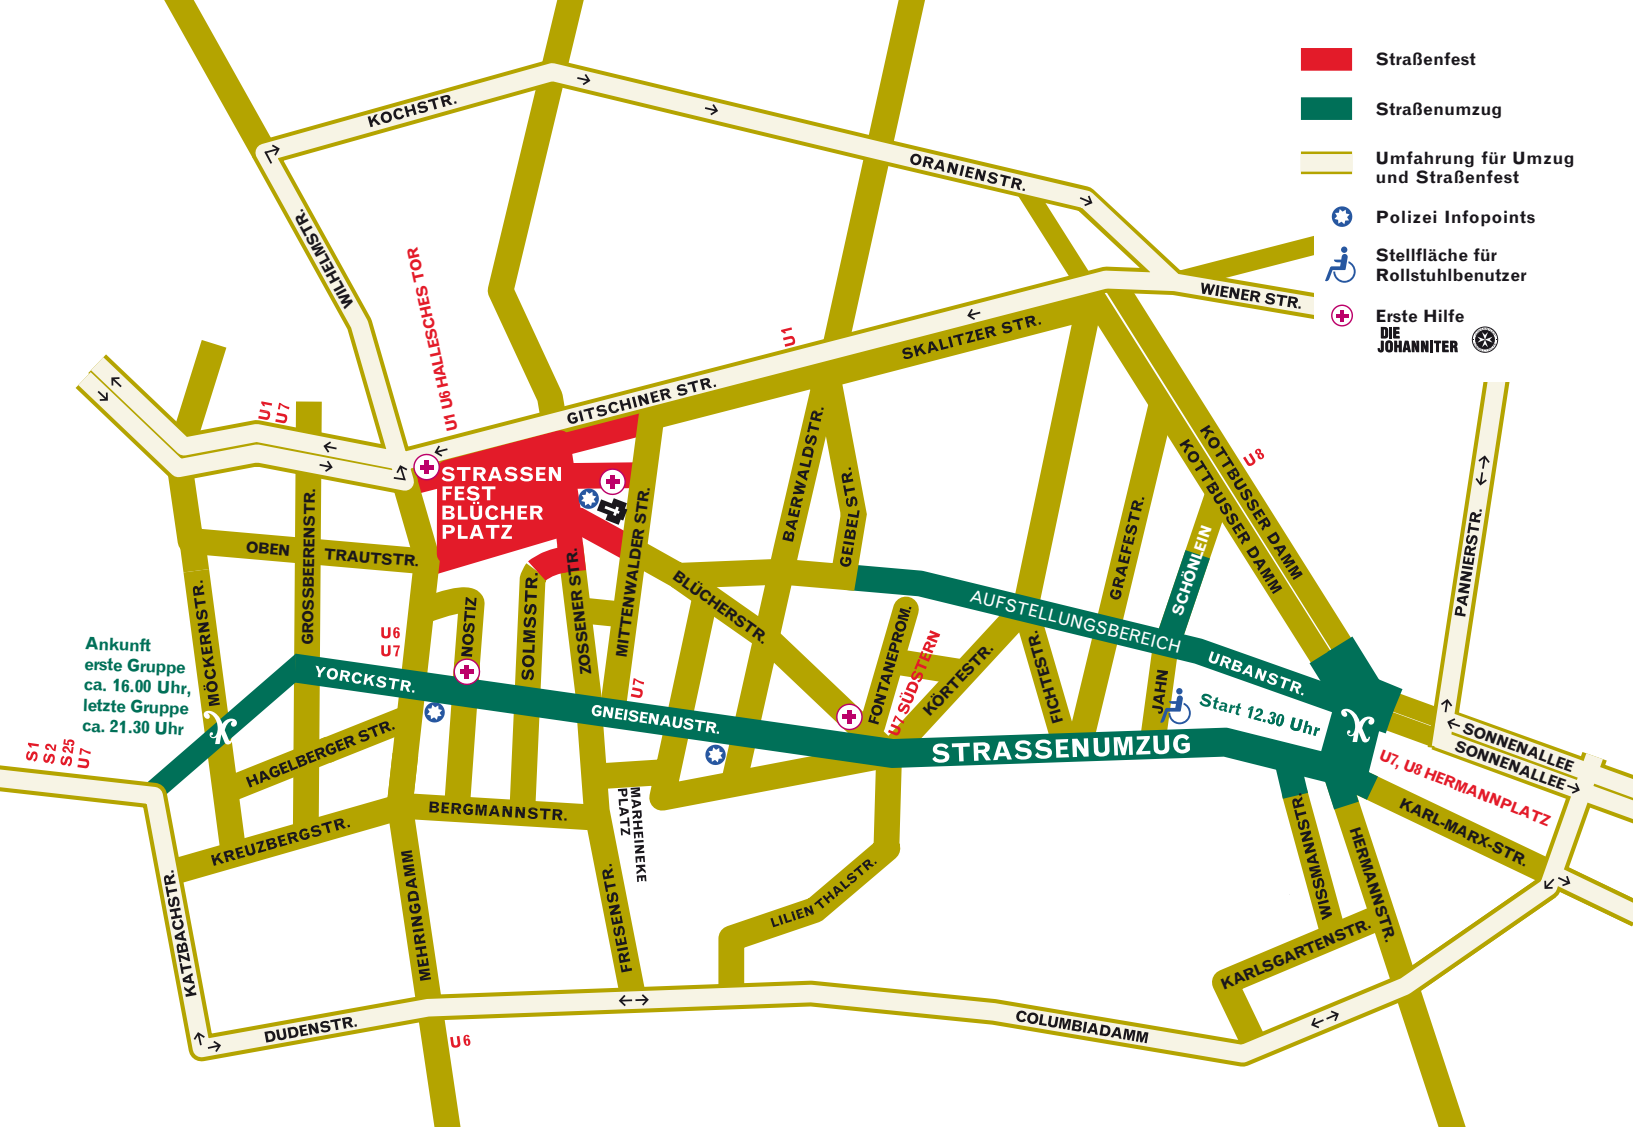 Straßenfest
Straßenumzug
Umfahrung für Umzug
und Straßenfest
Polizei Infopoints
Stellfläche für
Rollstuhlbenutzer
Erste Hilfe
DIE
JOHANNITER
KOCHSTR.
ORANIENSTR.
WILHELMSTR.
WIENER STR.
U1 U6 HALLESCHES TOR
U1
SKALITZER STR.
GITSCHINER STR.
U1
U7
STRASSEN
FEST
BLÜCHER
PLATZ
KOTTBUSSER DAMM
KOTTBUSSER DAMM
U8
BAERWALDSTR.
GEIBELSTR.
GRAEFESTR.
SCHÖNLEIN
PANNIERSTR.
OBEN TRAUTSTR.
GROSSBEERENSTR.
MÖCKERNSTR.
NOSTIZ
SOLMSSTR.
ZOSSENER STR.
MITTENWALDER STR.
BLÜCHERSTR.
AUFSTELLUNGSBEREICH
URBANSTR.
U6
U7
Ankunft
erste Gruppe
ca. 16.00 Uhr,
letzte Gruppe
ca. 21.30 Uhr
YORCKSTR.
GNEISENAUSTR.
U7
FONTANEPROM.
U7 SÜDSTERN
KÖRTESTR.
FICHTESTR.
JAHN
Start 12.30 Uhr
STRASSENUMZUG
S1
S2
S25
U7
HAGELBERGER STR.
SONNENALLEE
SONNENALLEE
U7, U8 HERMANNPLATZ
KARL-MARX-STR.
KREUZBERGSTR.
BERGMANNSTR.
MARHEINEKE
PLATZ
WISSMANNSTR.
HERMANNSTR.
KATZBACHSTR.
MEHRINGDAMM
FRIESENSTR.
LILIEN THALSTR.
KARLSGARTENSTR.
DUDENSTR.
COLUMBIADAMM
U6